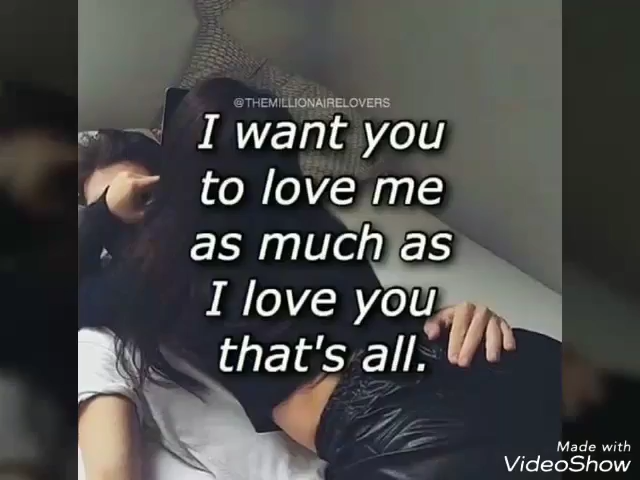 @THEMILLIONAIRELOVERS
I want you
to love me
as much as
I love you
that's all.
Made with
VideoShow